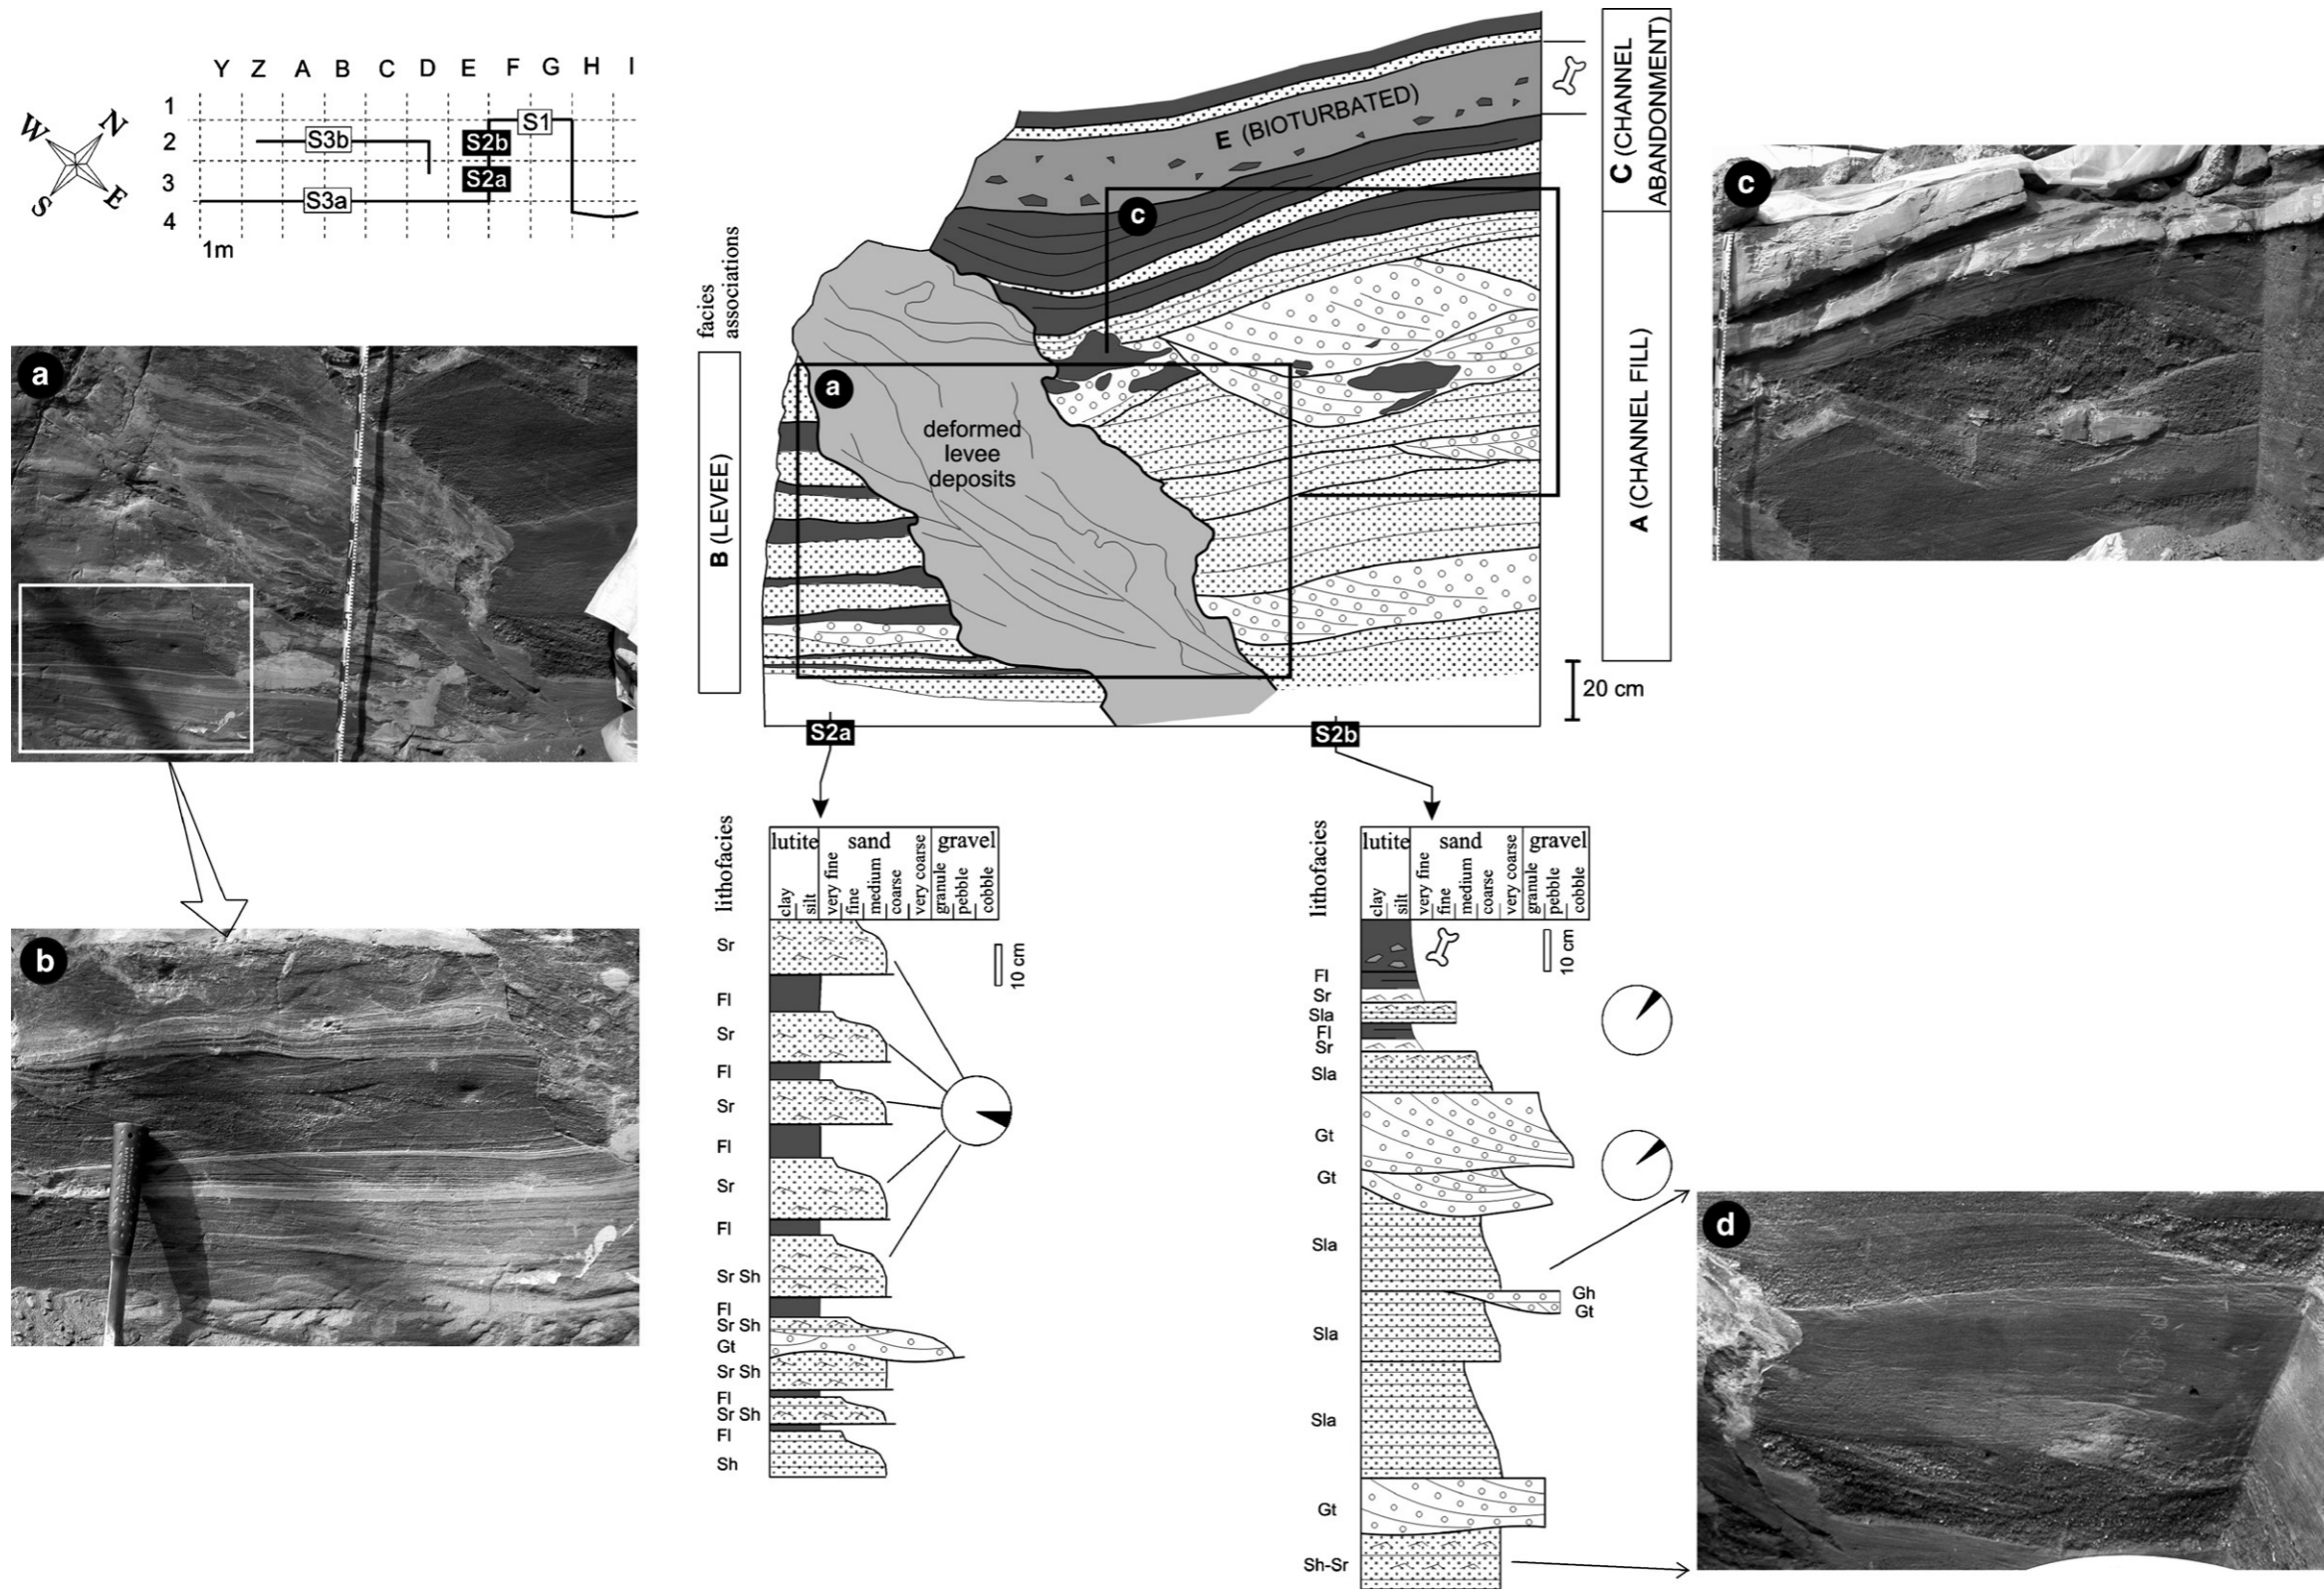 Y Z A B C D E F G H I
1
2
3
4
W N
S E
S1
S3b S2b
S2a
S3a
1m
a
b
c
d
facies
associations
B (LEVEE)
A (CHANNEL FILL)
C (CHANNEL
ABANDONMENT)
E (BIOTURBATED)
c
a
deformed
levee
deposits
20 cm
S2a
S2b
lithofacies
lutite sand gravel
clay silt very fine fine medium coarse very coarse granule pebble cobble
10 cm
Sr
Fl
Sr
Fl
Sr
Fl
Sr
Fl
Sr Sh
Fl
Sr Sh
Gt
Sr Sh
Fl
Sr Sh
Fl
Sh
lithofacies
lutite sand gravel
clay silt very fine fine medium coarse very coarse granule pebble cobble
10 cm
Fl
Sr
Sla
Fl
Sr
Sla
Gt
Gt
Sla
Gh
Gt
Sla
Sla
Gt
Sh-Sr